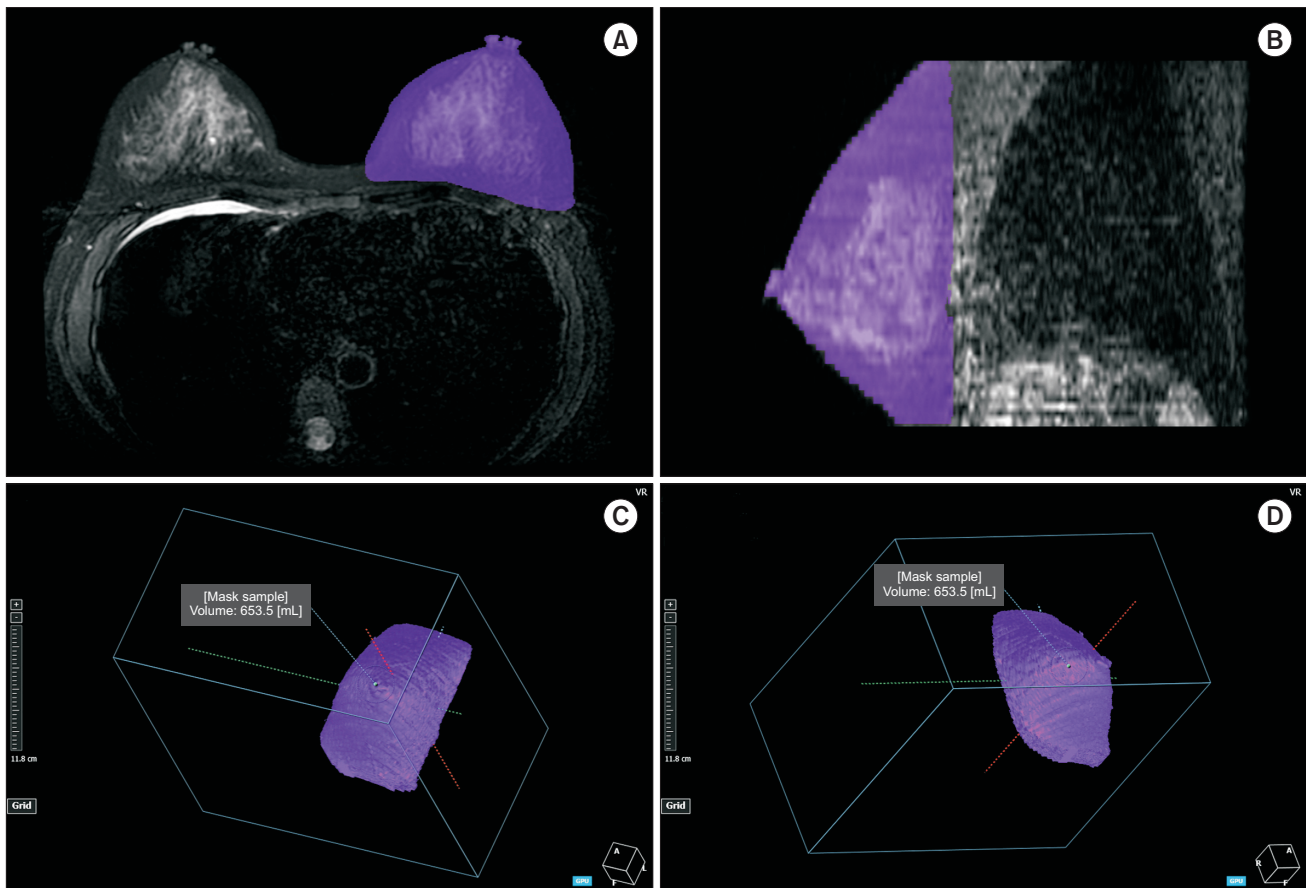 A
B
VR
C
[Mask sample]
Volume: 653.5 [mL]
+
-
11.8 cm
Grid
A
L
F
GPU
VR
D
[Mask sample]
Volume: 653.5 [mL]
+
-
11.8 cm
Grid
R
A
F
GPU